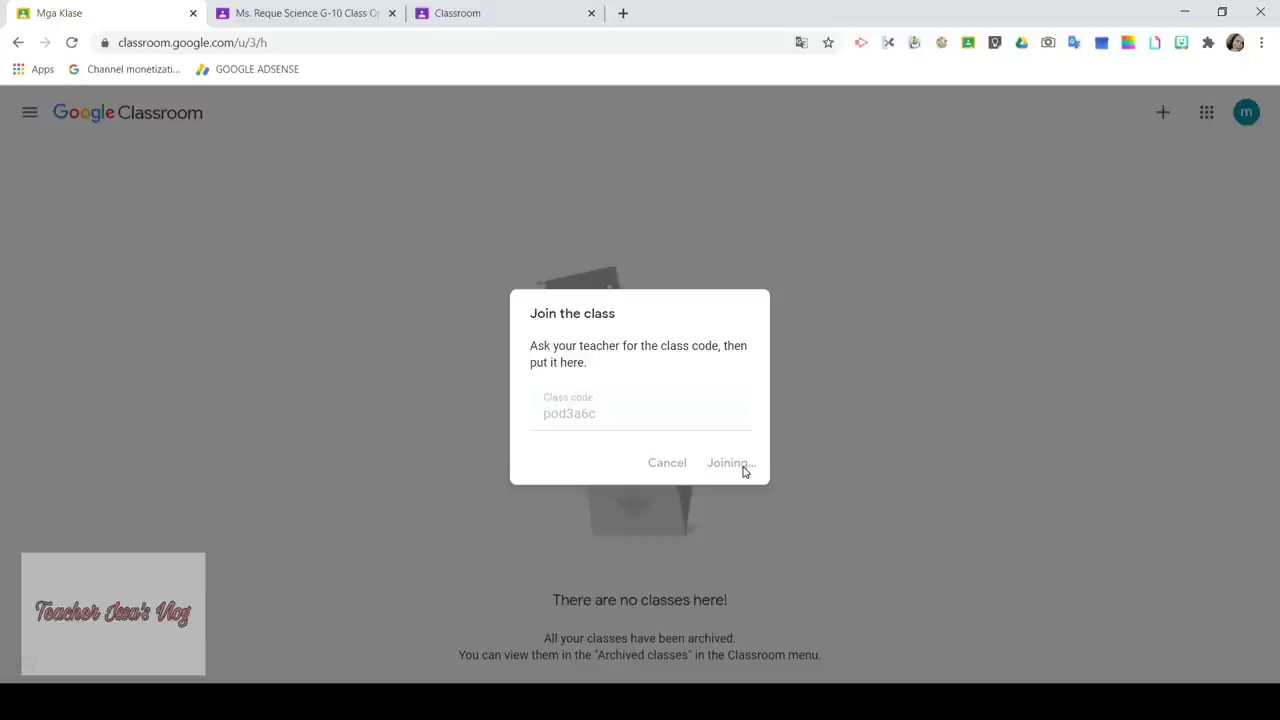 Mga Klase
Ms. Reque Science G-10 Class Op
Classroom
classroom.google.com/u/3/h
Apps
Channel monetizati...
GOOGLE ADSENSE
Google Classroom
m
Join the class
Ask your teacher for the class code, then
put it here.
Class code
pod3a6c
Cancel
Joining...
Teacher Issa's Vlog
There are no classes here!
All your classes have been archived.
You can view them in the "Archived classes" in the Classroom menu.